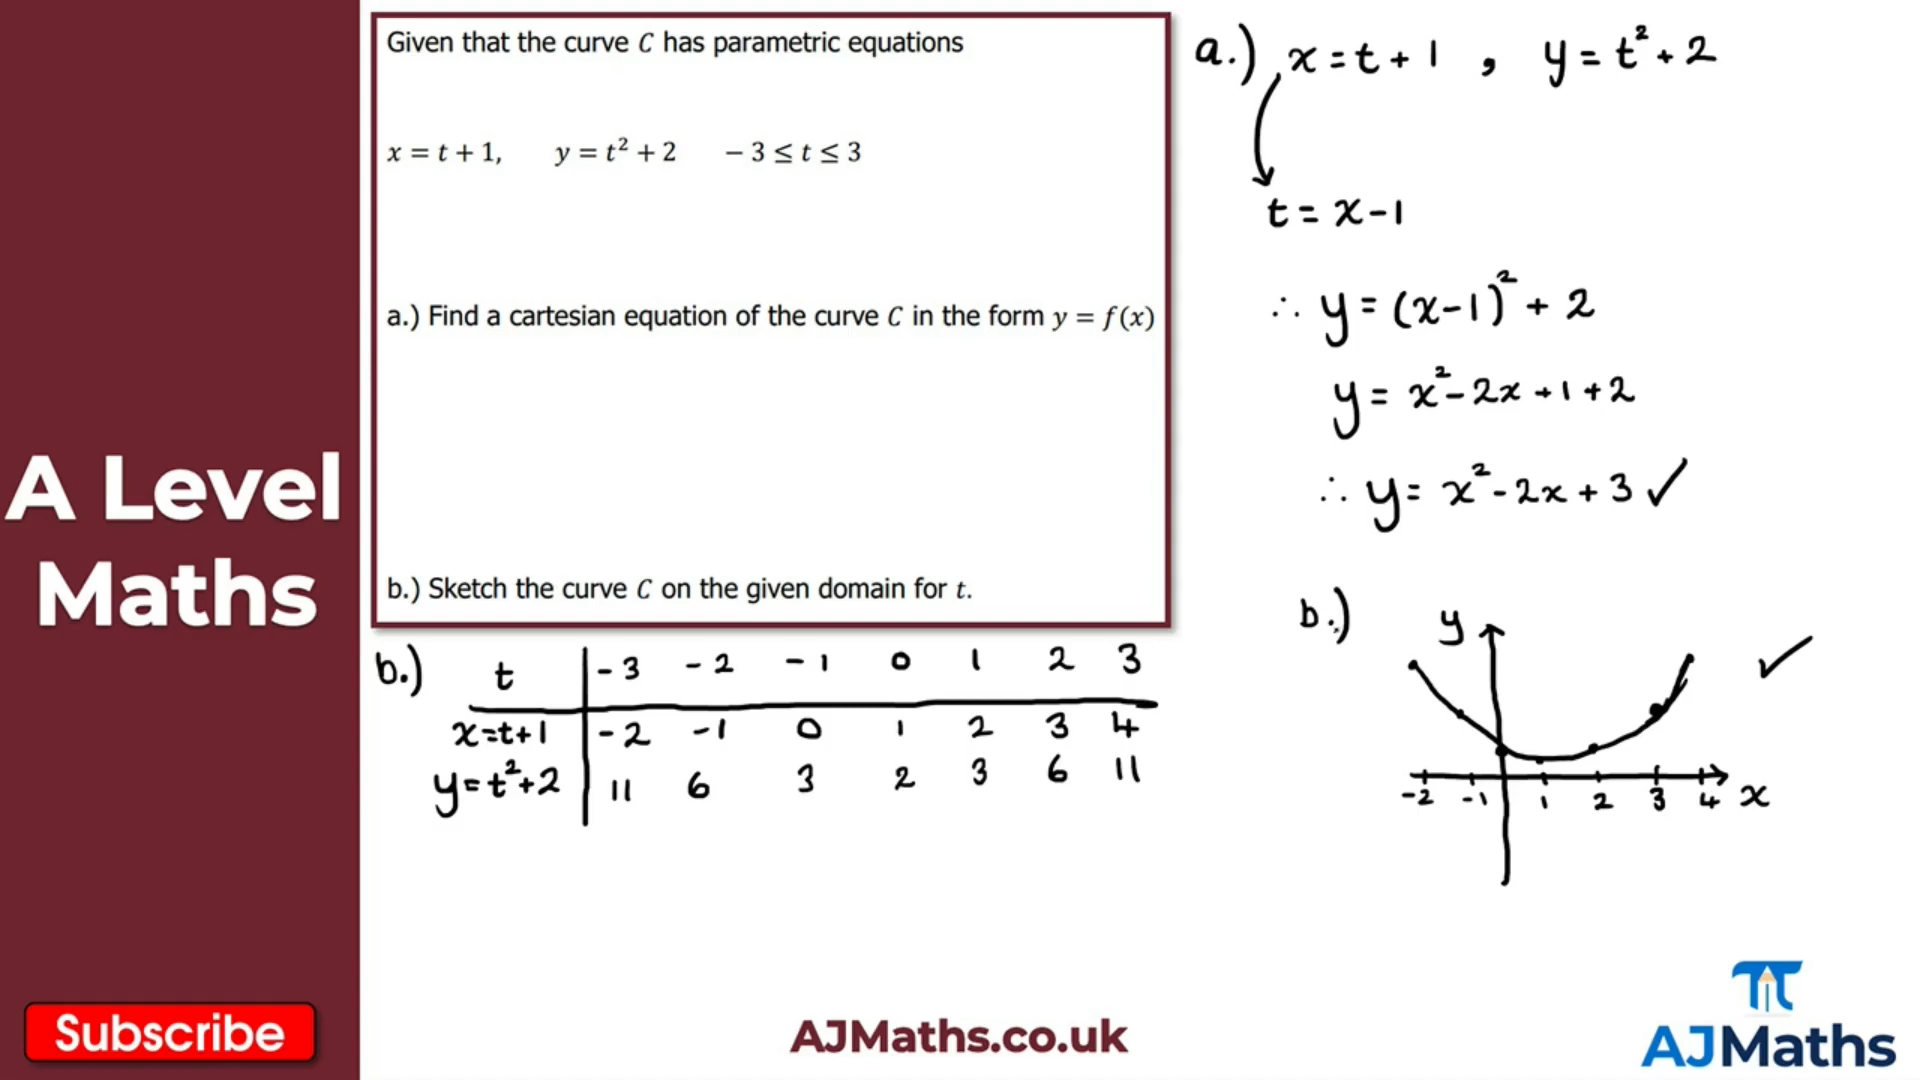 A Level
Maths
Subscribe
Given that the curve C has parametric equations
x = t + 1, y = t² + 2 − 3 ≤ t ≤ 3
a.) Find a cartesian equation of the curve C in the form y = f(x)
b.) Sketch the curve C on the given domain for t.
b.) t -3 -2 -1 0 1 2 3
x=t+1 -2 -1 0 1 2 3 4
y=t²+2 11 6 3 2 3 6 11
a.) x = t + 1 , y = t² + 2
t = x - 1
∴ y = (x-1)² + 2
y = x² - 2x + 1 + 2
∴ y = x² - 2x + 3 ✓
b.) y ✓
-2 -1 1 2 3 4 x
AJMaths.co.uk
AJMaths